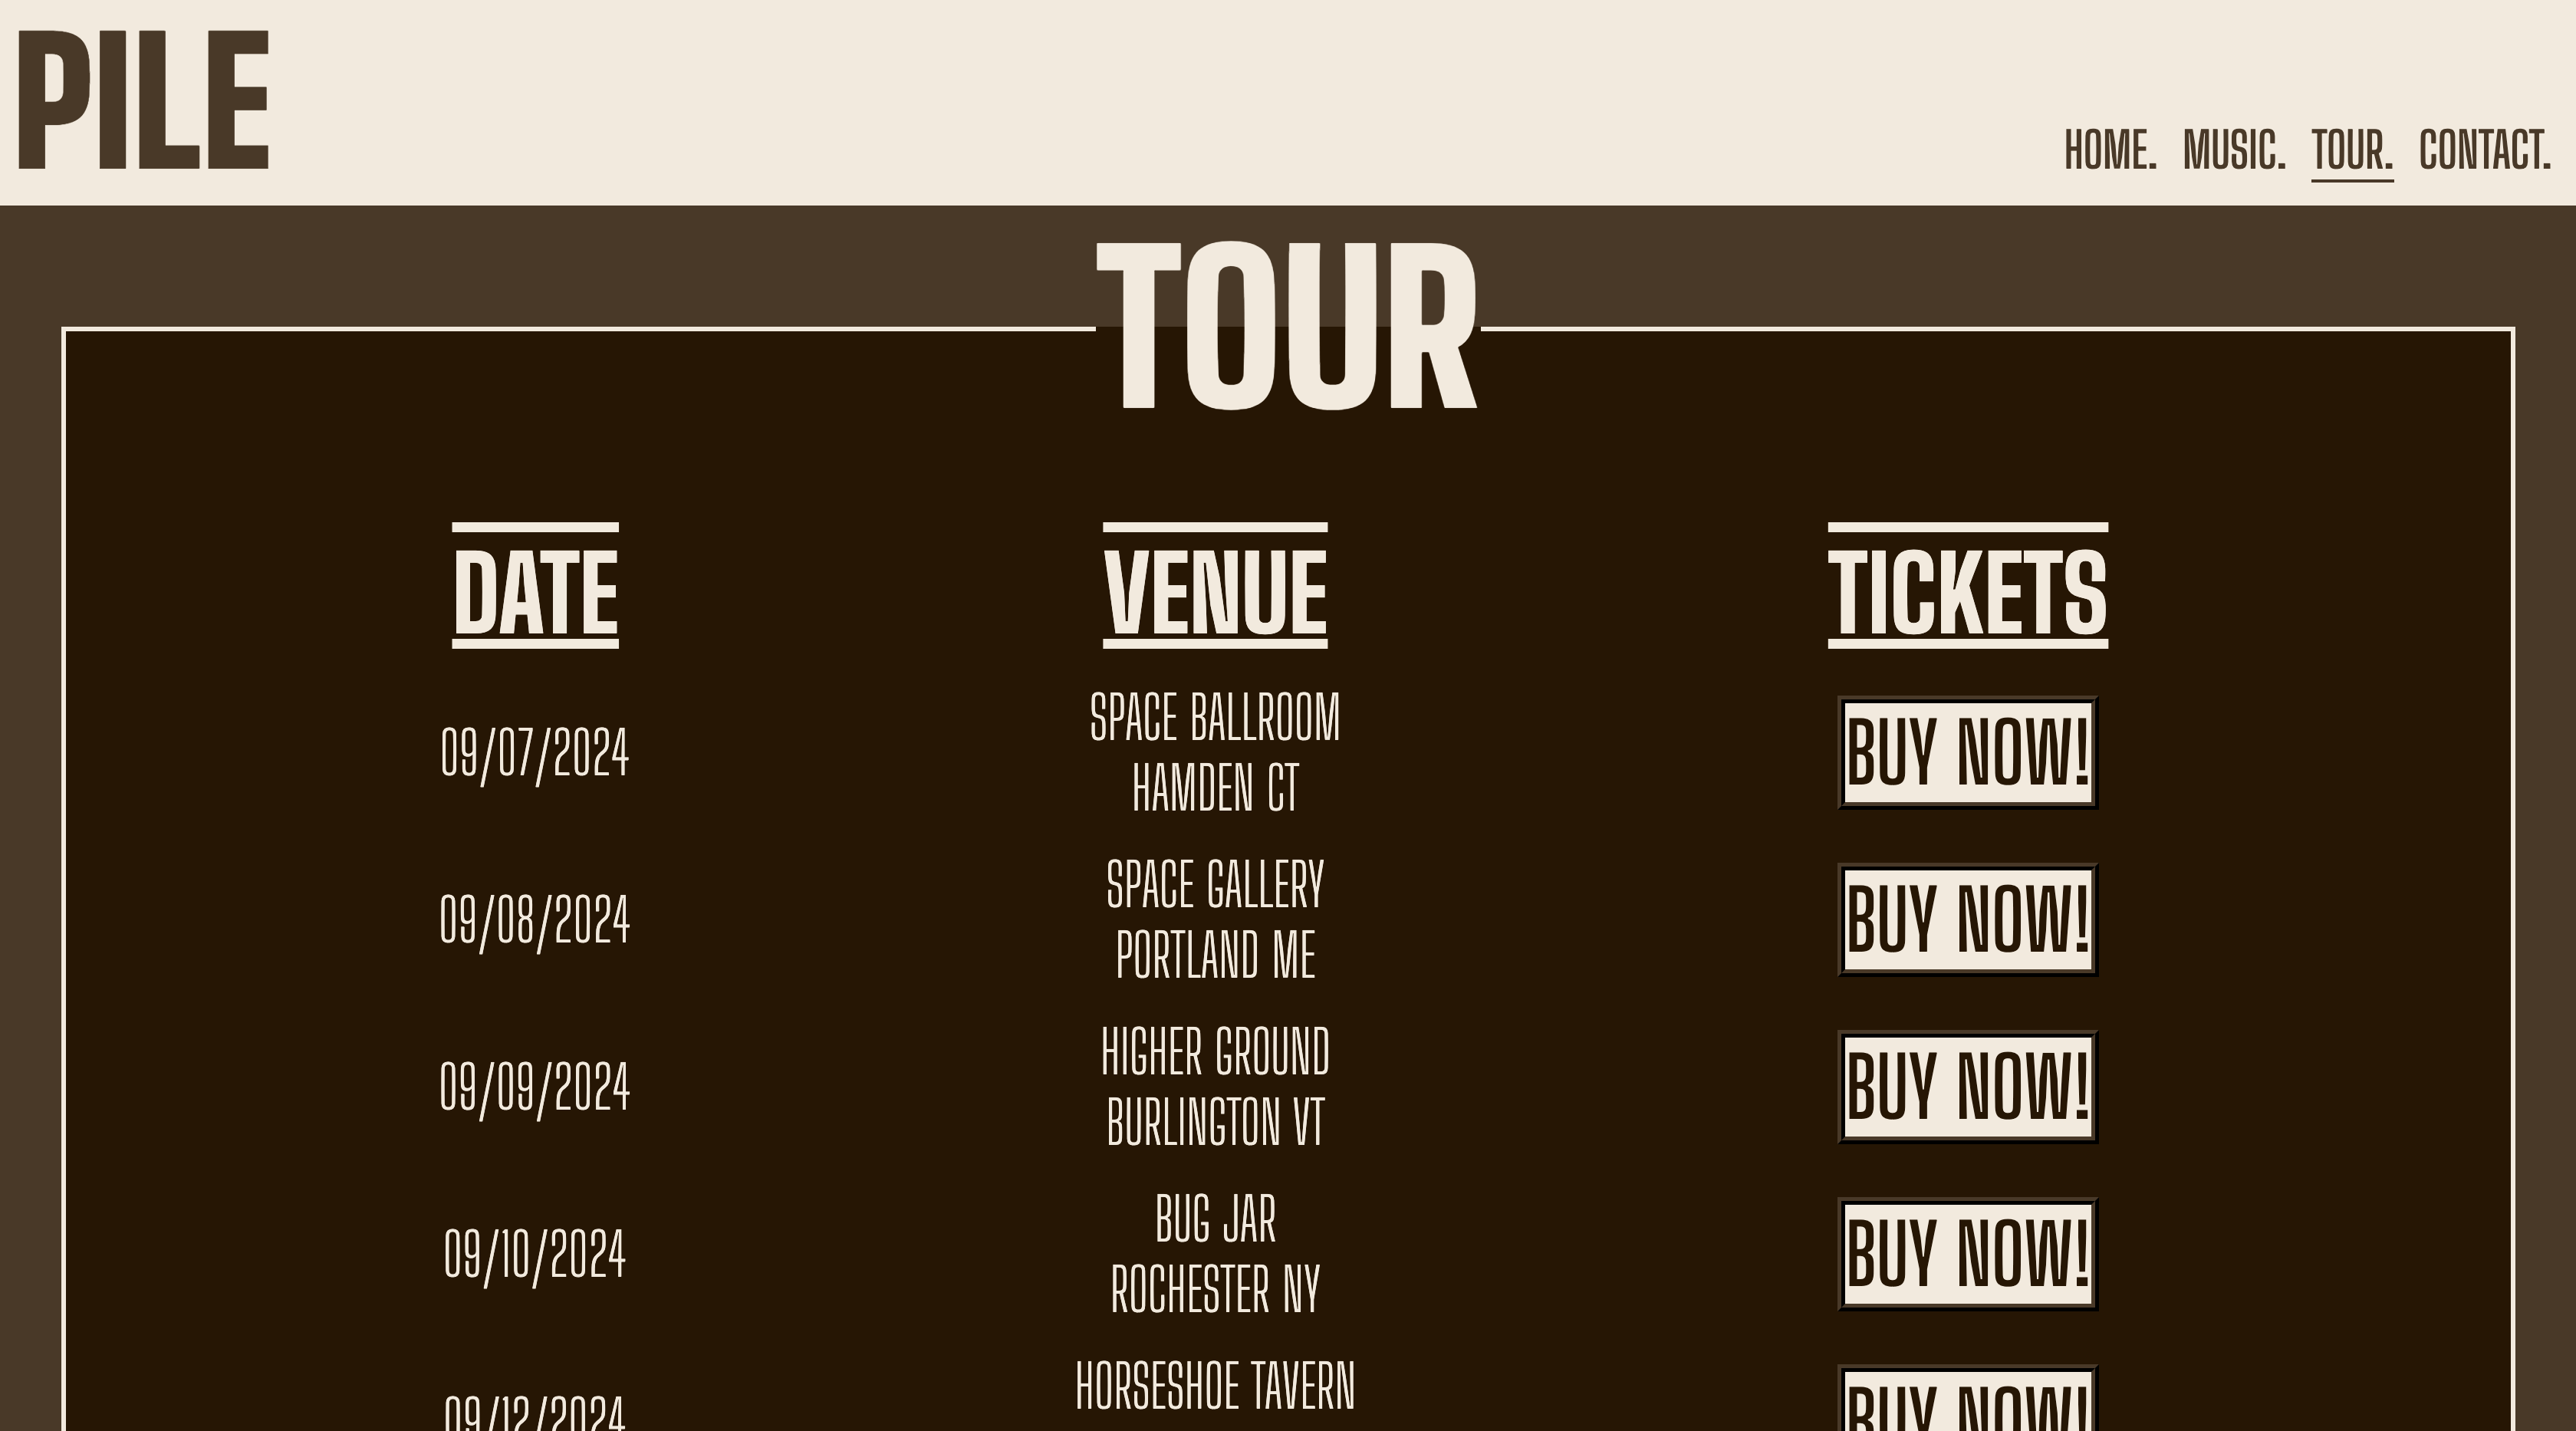 PILE
HOME. MUSIC. TOUR. CONTACT.
TOUR
DATE VENUE TICKETS
09/07/2024 SPACE BALLROOM HAMDEN CT BUY NOW!
09/08/2024 SPACE GALLERY PORTLAND ME BUY NOW!
09/09/2024 HIGHER GROUND BURLINGTON VT BUY NOW!
09/10/2024 BUG JAR ROCHESTER NY BUY NOW!
09/12/2024 HORSESHOE TAVERN BUY NOW!